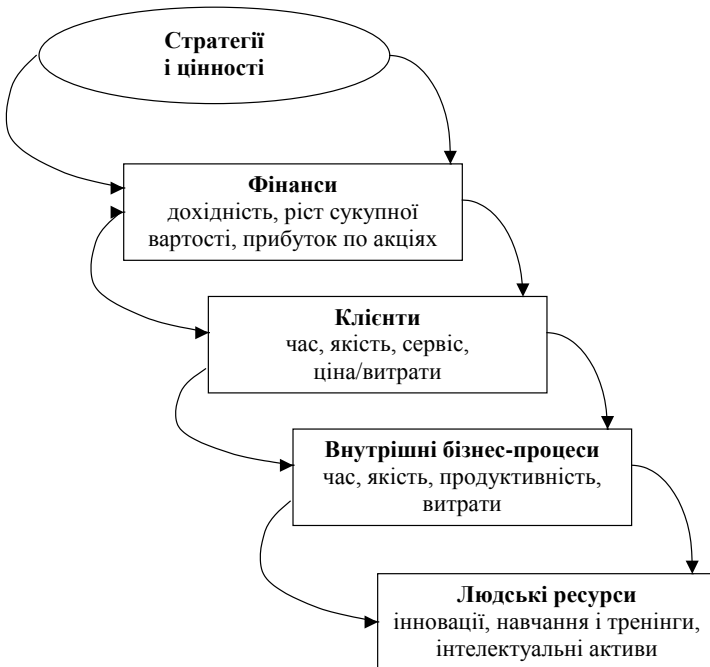 Стратегії
і цінності
Фінанси
дохідність, ріст сукупної
вартості, прибуток по акціях
Клієнти
час, якість, сервіс,
ціна/витрати
Внутрішні бізнес-процеси
час, якість, продуктивність,
витрати
Людські ресурси
інновації, навчання і тренінги,
інтелектуальні активи